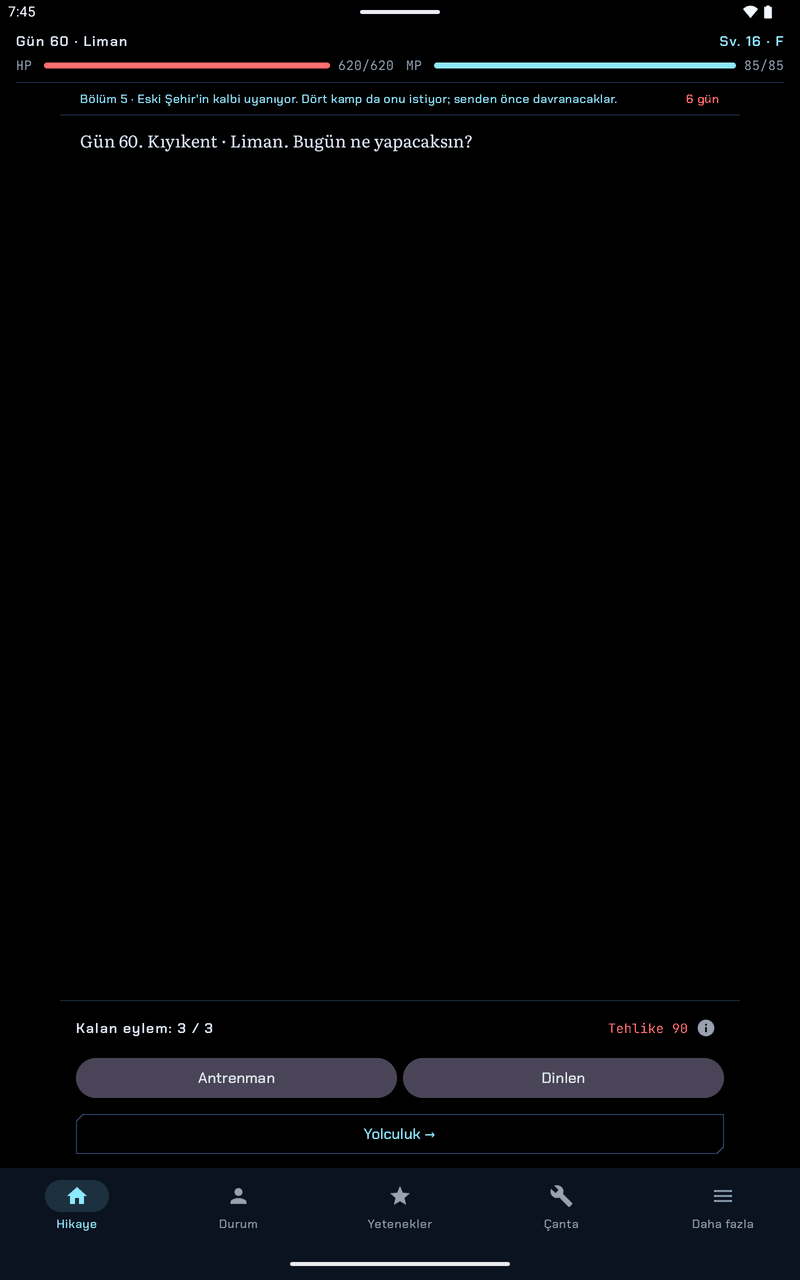 7:45
Gün 60 · Liman
Sv. 16 · F
HP 620/620 MP 85/85
Bölüm 5 · Eski Şehir'in kalbi uyanıyor. Dört kamp da onu istiyor; senden önce davranacaklar. 6 gün
Gün 60. Kıyıkent · Liman. Bugün ne yapacaksın?
Kalan eylem: 3 / 3
Tehlike 90
Antrenman
Dinlen
Yolculuk →
Hikaye
Durum
Yetenekler
Çanta
Daha fazla